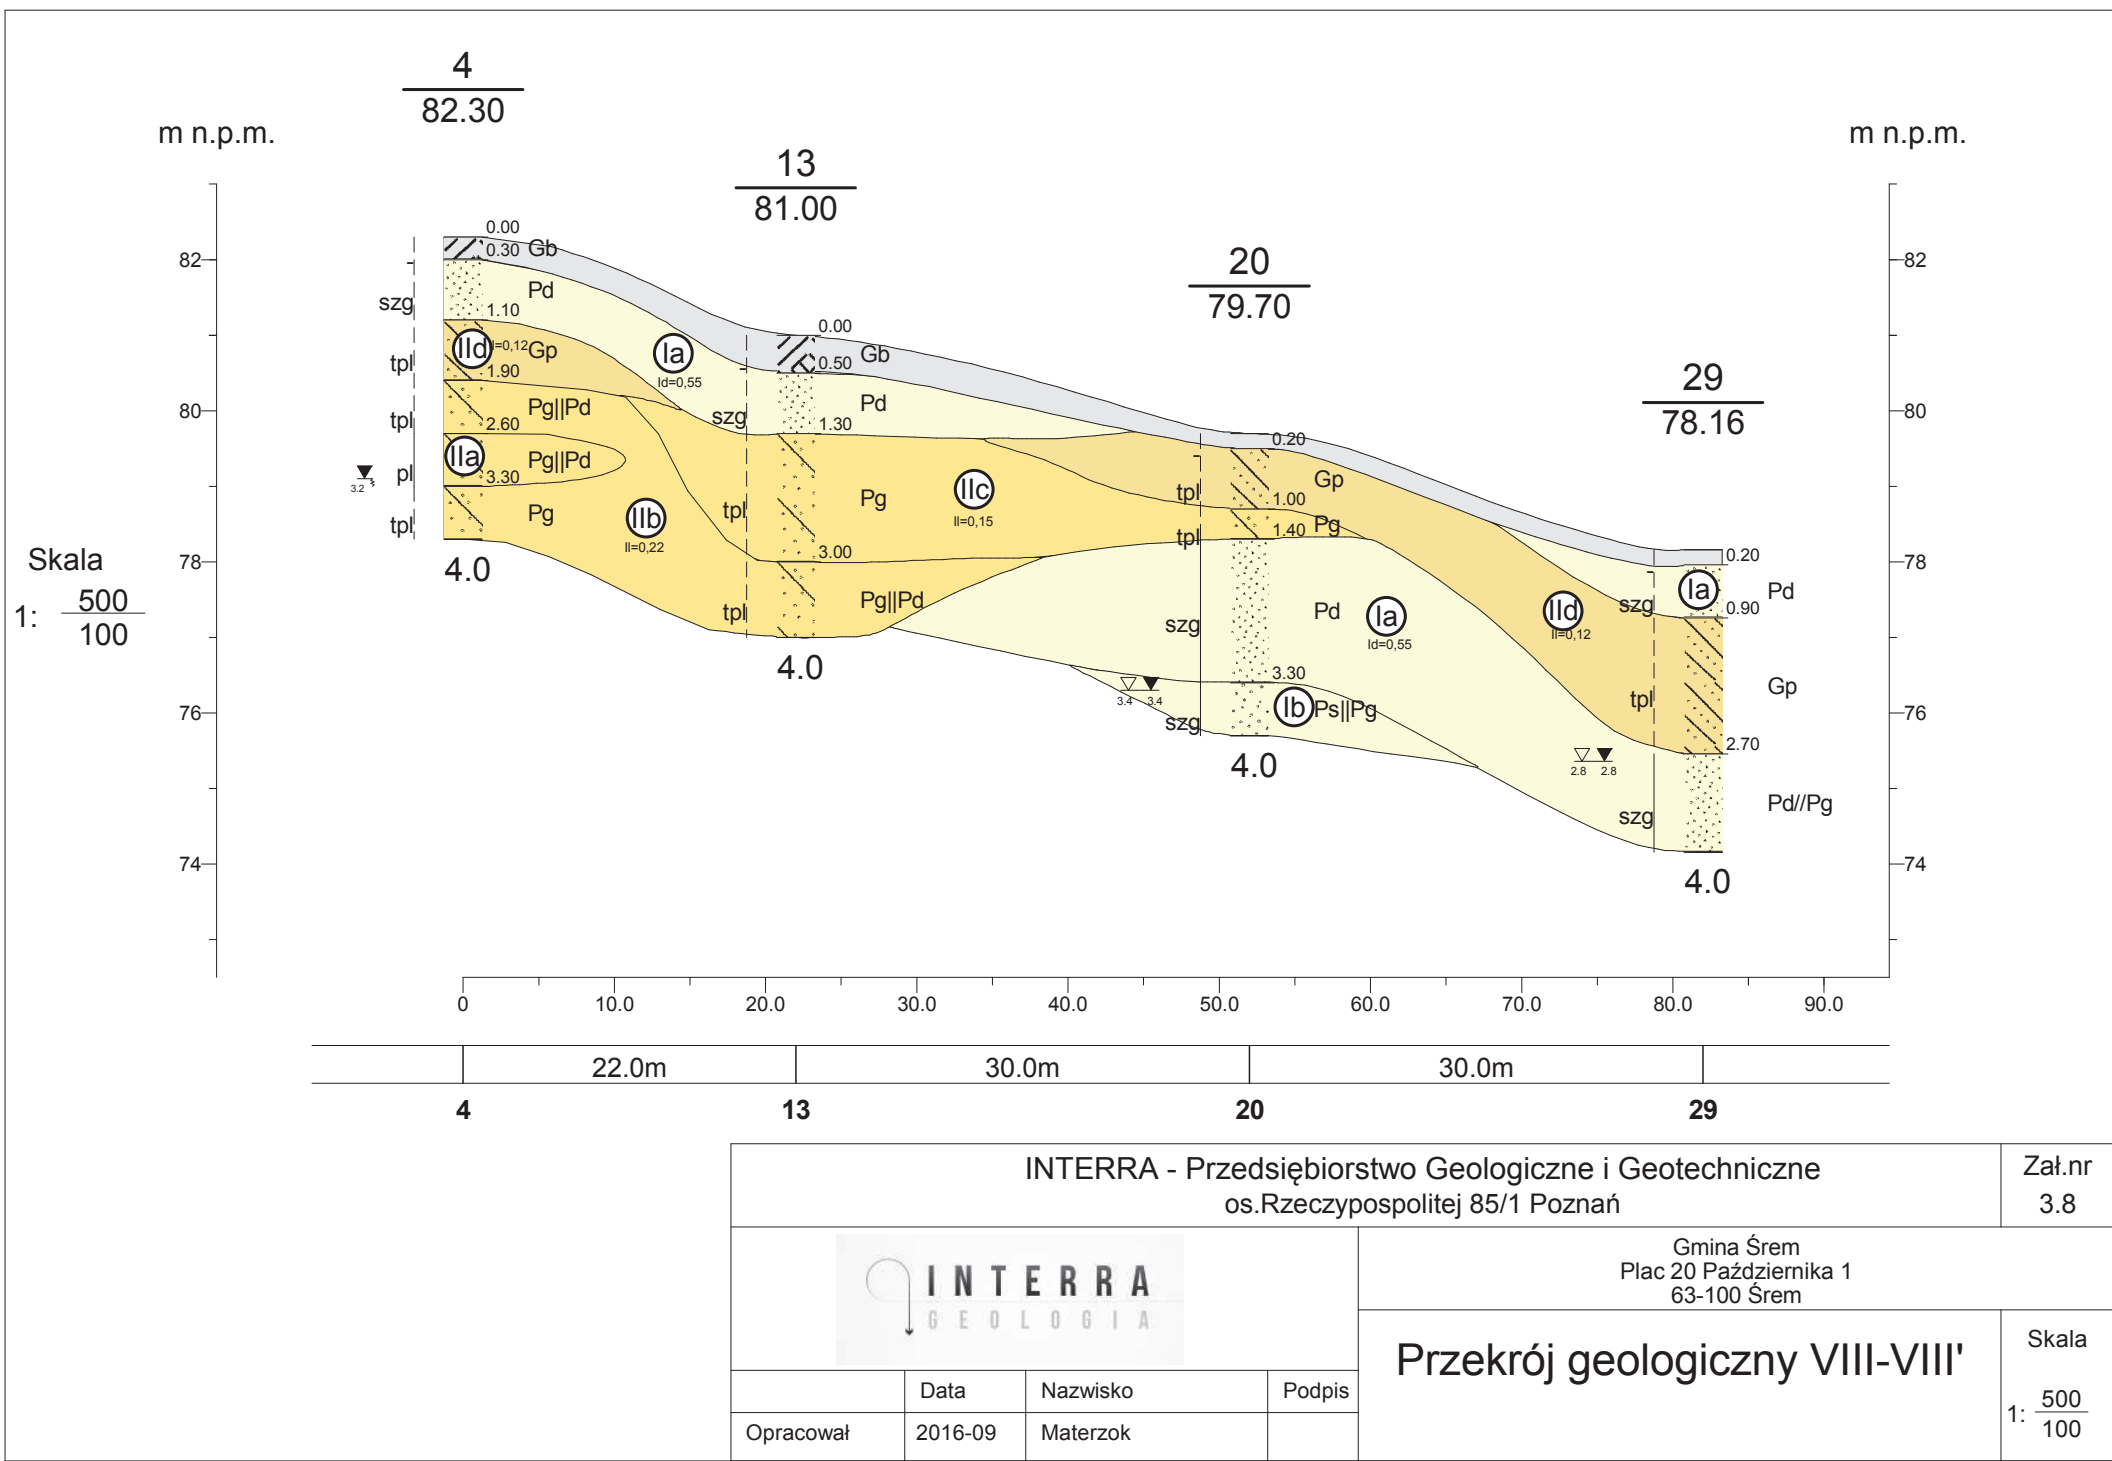 4
82.30
m n.p.m.
m n.p.m.
13
81.00
20
79.70
29
78.16
82
80
78
76
74
82
80
78
76
74
Skala
1: 500
100
0.00
0.30 Gb
Pd
szg
1.10
IId Il=0,12 Gp
tpl
1.90
Pg||Pd
tpl
2.60
IIa
Pg||Pd
pl
3.2
3.30
Pg
tpl
4.0
Ia
Id=0,55
IIb
Il=0,22
0.00
0.50
Gb
szg
Pd
1.30
tpl
Pg
3.00
tpl
Pg||Pd
4.0
IIc
Il=0,15
0.20
Gp
tpl
1.00
Pg
tpl
1.40
Pd
szg
3.30
Ib Ps||Pg
szg
3.4 3.4
4.0
Ia
Id=0,55
IId
Il=0,12
0.20
Ia
Pd
szg
0.90
tpl
Gp
2.70
2.8 2.8
Pd//Pg
szg
4.0
0 10.0 20.0 30.0 40.0 50.0 60.0 70.0 80.0 90.0
22.0m 30.0m 30.0m
4 13 20 29
INTERRA - Przedsiębiorstwo Geologiczne i Geotechniczne
os.Rzeczypospolitej 85/1 Poznań
Zał.nr
3.8
INTERRA
GEOLOGIA
Gmina Śrem
Plac 20 Października 1
63-100 Śrem
Przekrój geologiczny VIII-VIII'
Skala
1: 500
100
Data Nazwisko Podpis
Opracował 2016-09 Materzok